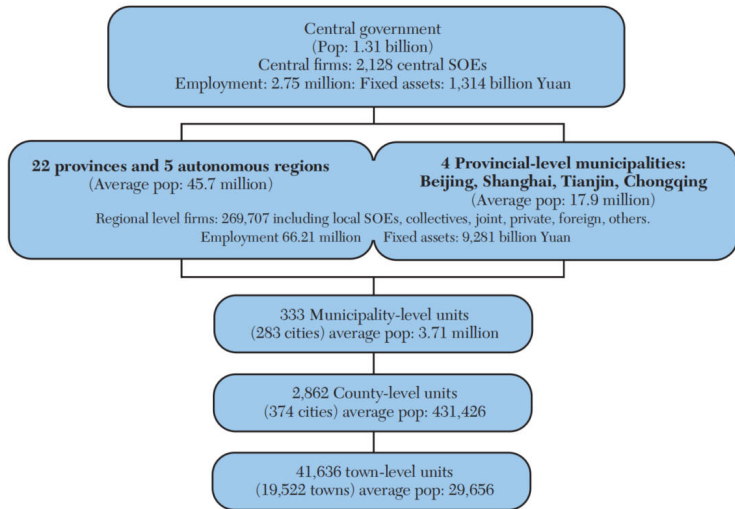 Central government
(Pop: 1.31 billion)
Central firms: 2,128 central SOEs
Employment: 2.75 million: Fixed assets: 1,314 billion Yuan
22 provinces and 5 autonomous regions
(Average pop: 45.7 million)
4 Provincial-level municipalities:
Beijing, Shanghai, Tianjin, Chongqing
(Average pop: 17.9 million)
Regional level firms: 269,707 including local SOEs, collectives, joint, private, foreign, others.
Employment 66.21 million Fixed assets: 9,281 billion Yuan
333 Municipality-level units
(283 cities) average pop: 3.71 million
2,862 County-level units
(374 cities) average pop: 431,426
41,636 town-level units
(19,522 towns) average pop: 29,656